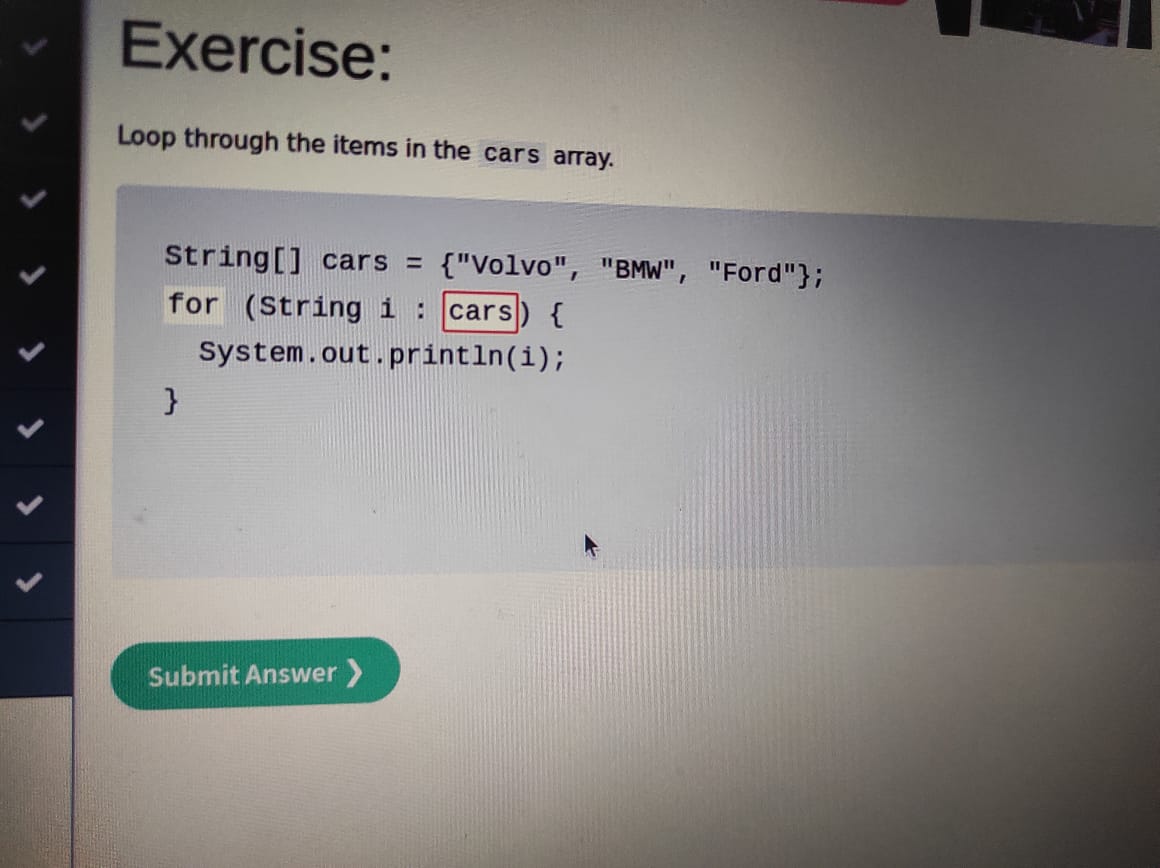 Exercise:
Loop through the items in the cars array.
String[] cars = {"Volvo", "BMW", "Ford"};
for (String i : cars) {
System.out.println(i);
}
Submit Answer ❯